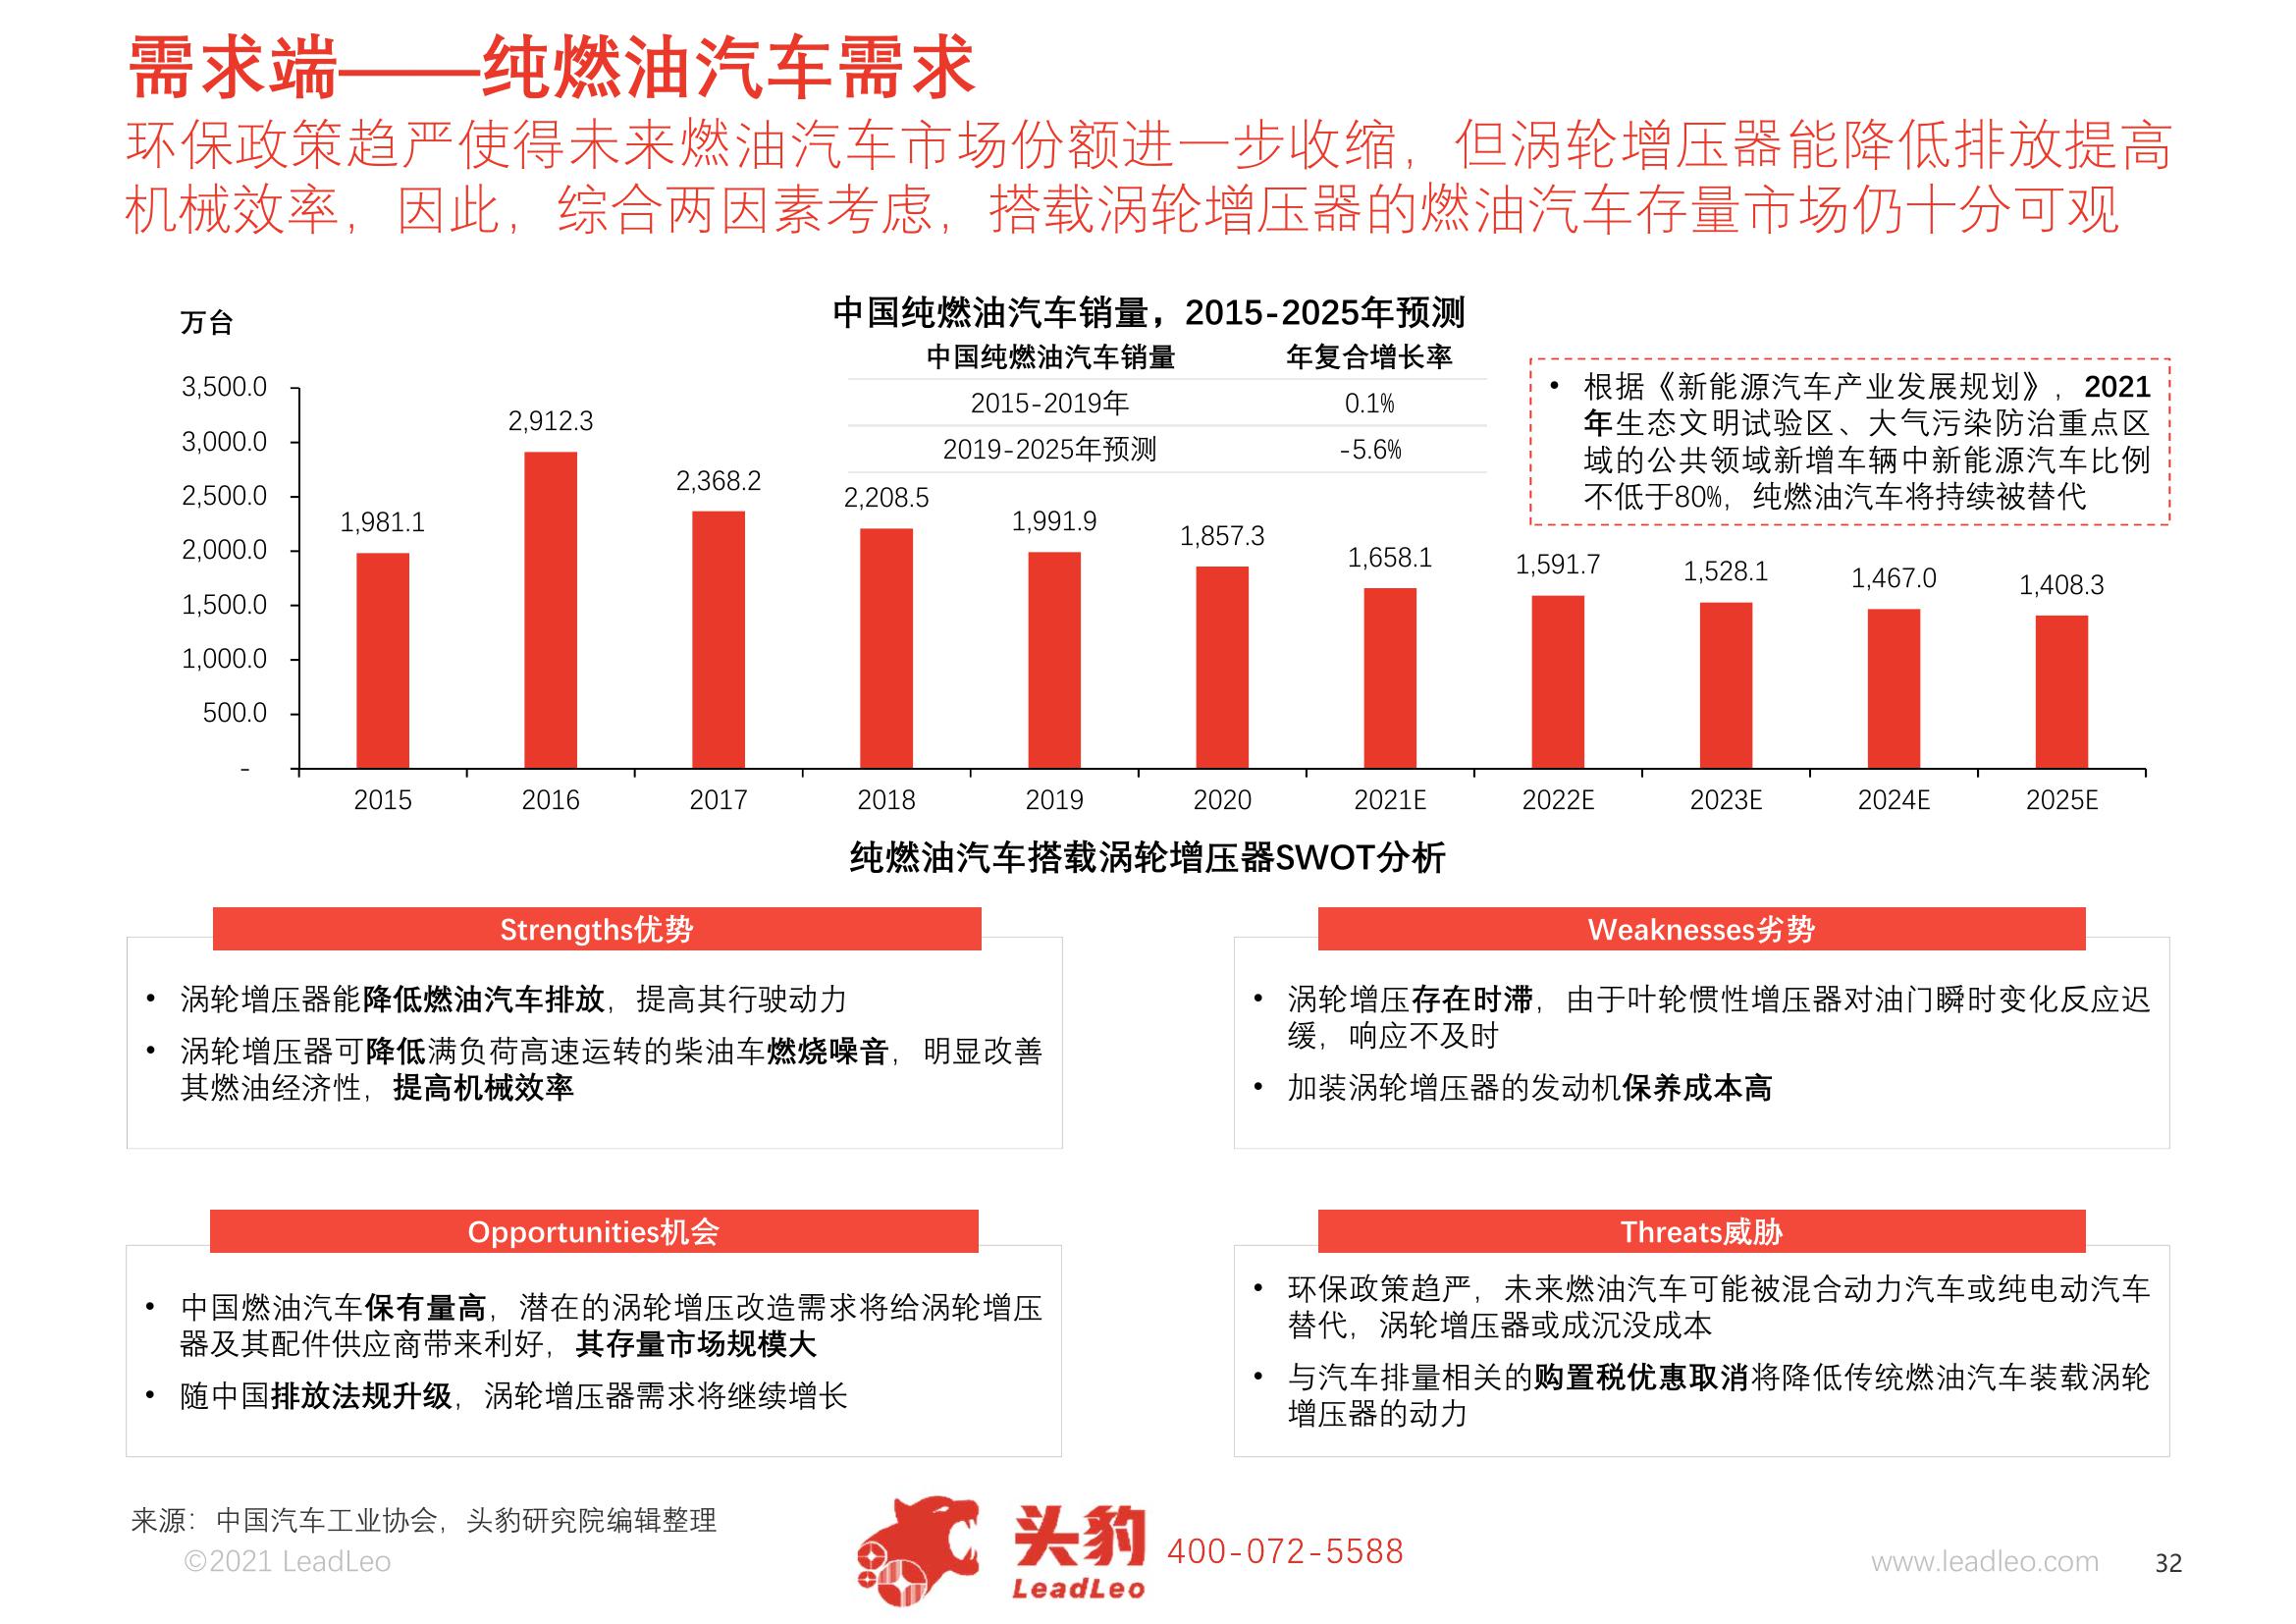 需求端——纯燃油汽车需求
环保政策趋严使得未来燃油汽车市场份额进一步收缩，但涡轮增压器能降低排放提高
机械效率，因此，综合两因素考虑，搭载涡轮增压器的燃油汽车存量市场仍十分可观
中国纯燃油汽车销量，2015-2025年预测
万台
中国纯燃油汽车销量 年复合增长率
2015-2019年 0.1%
2019-2025年预测 -5.6%
• 根据《新能源汽车产业发展规划》，2021
年生态文明试验区、大气污染防治重点区
域的公共领域新增车辆中新能源汽车比例
不低于80%，纯燃油汽车将持续被替代
3,500.0
3,000.0
2,500.0
2,000.0
1,500.0
1,000.0
500.0
-
1,981.1
2,912.3
2,368.2
2,208.5
1,991.9
1,857.3
1,658.1
1,591.7
1,528.1
1,467.0
1,408.3
2015 2016 2017 2018 2019 2020 2021E 2022E 2023E 2024E 2025E
纯燃油汽车搭载涡轮增压器SWOT分析
Strengths优势
• 涡轮增压器能降低燃油汽车排放，提高其行驶动力
• 涡轮增压器可降低满负荷高速运转的柴油车燃烧噪音，明显改善
其燃油经济性，提高机械效率
Weaknesses劣势
• 涡轮增压存在时滞，由于叶轮惯性增压器对油门瞬时变化反应迟
缓，响应不及时
• 加装涡轮增压器的发动机保养成本高
Opportunities机会
• 中国燃油汽车保有量高，潜在的涡轮增压改造需求将给涡轮增压
器及其配件供应商带来利好，其存量市场规模大
• 随中国排放法规升级，涡轮增压器需求将继续增长
Threats威胁
• 环保政策趋严，未来燃油汽车可能被混合动力汽车或纯电动汽车
替代，涡轮增压器或成沉没成本
• 与汽车排量相关的购置税优惠取消将降低传统燃油汽车装载涡轮
增压器的动力
来源：中国汽车工业协会，头豹研究院编辑整理
©2021 LeadLeo
头豹
LeadLeo
400-072-5588
www.leadleo.com
32